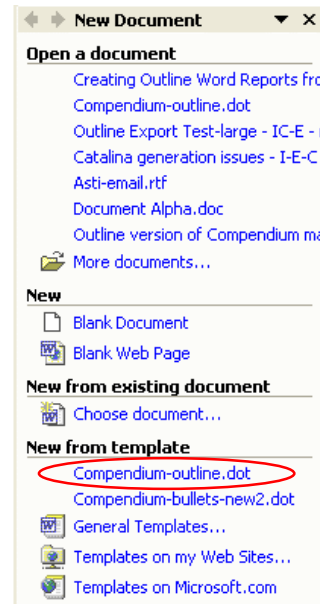 New Document
Open a document
Creating Outline Word Reports fro
Compendium-outline.dot
Outline Export Test-large - IC-E -
Catalina generation issues - I-E-C
Asti-email.rtf
Document Alpha.doc
Outline version of Compendium ma
More documents...
New
Blank Document
Blank Web Page
New from existing document
Choose document...
New from template
Compendium-outline.dot
Compendium-bullets-new2.dot
General Templates...
Templates on my Web Sites...
Templates on Microsoft.com